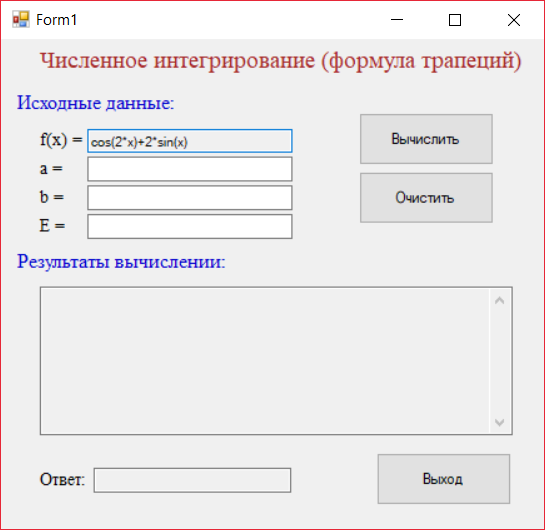 Form1
Численное интегрирование (формула трапеций)
Исходные данные:
f(x) = cos(2*x)+2*sin(x)
Вычислить
a =
b =
Очистить
E =
Результаты вычислении:
Ответ:
Выход